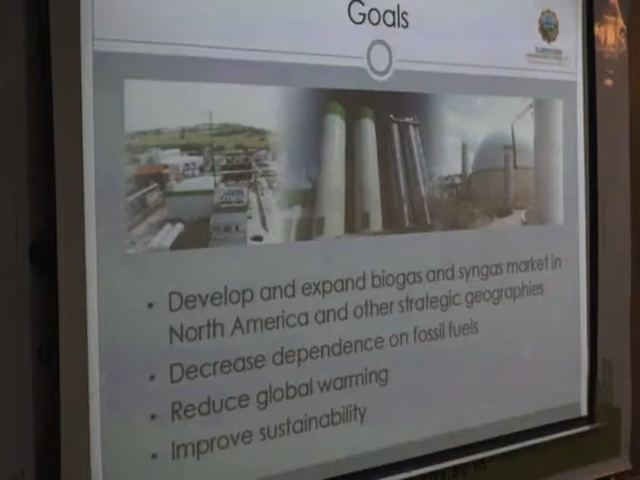 Goals
• Develop and expand biogas and syngas market in
North America and other strategic geographies
• Decrease dependence on fossil fuels
• Reduce global warming
• Improve sustainability